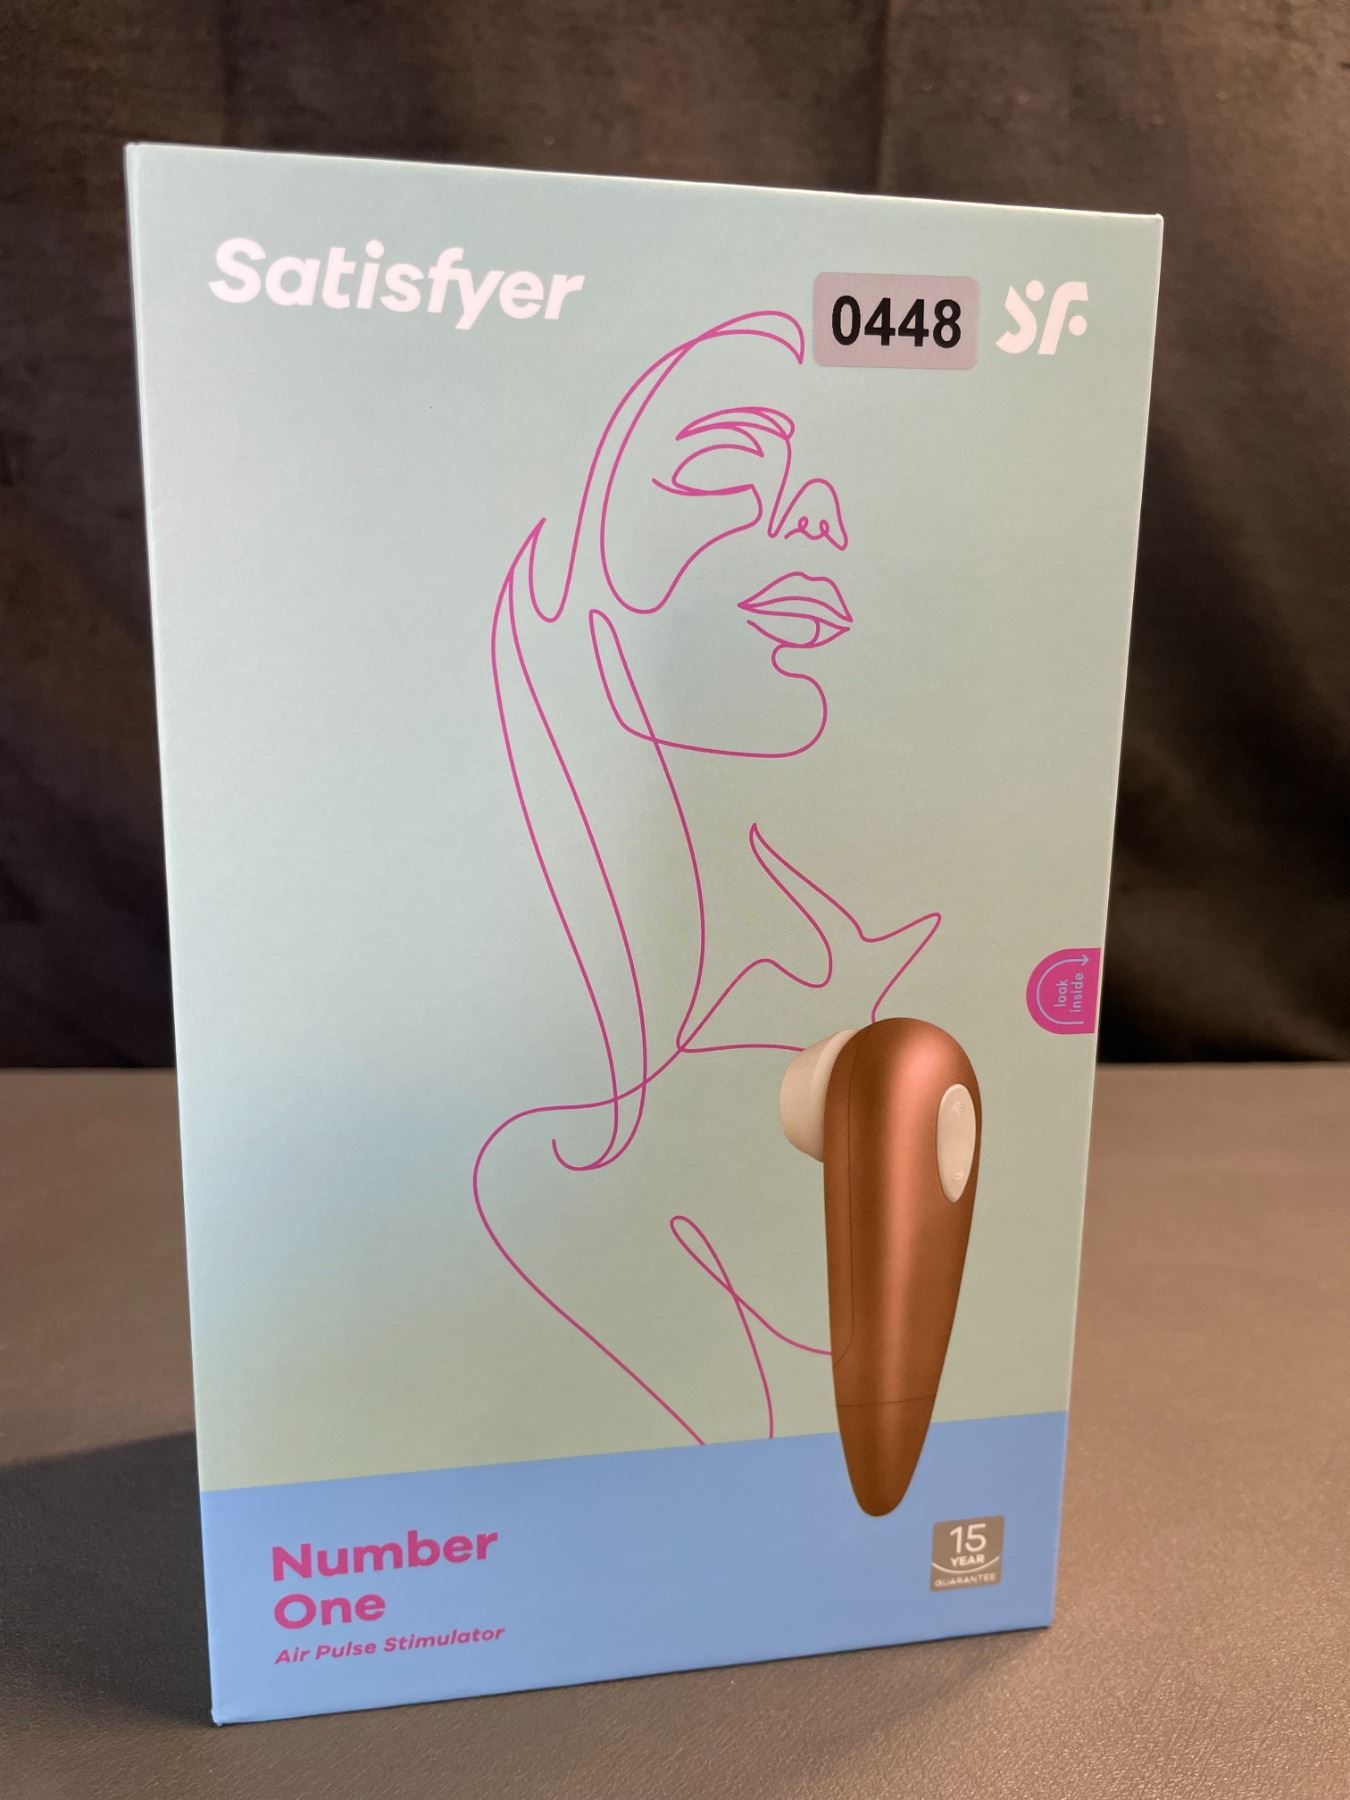 Satisfyer
0448
SF
look
inside
Number
One
Air Pulse Stimulator
15
YEAR
GUARANTEE